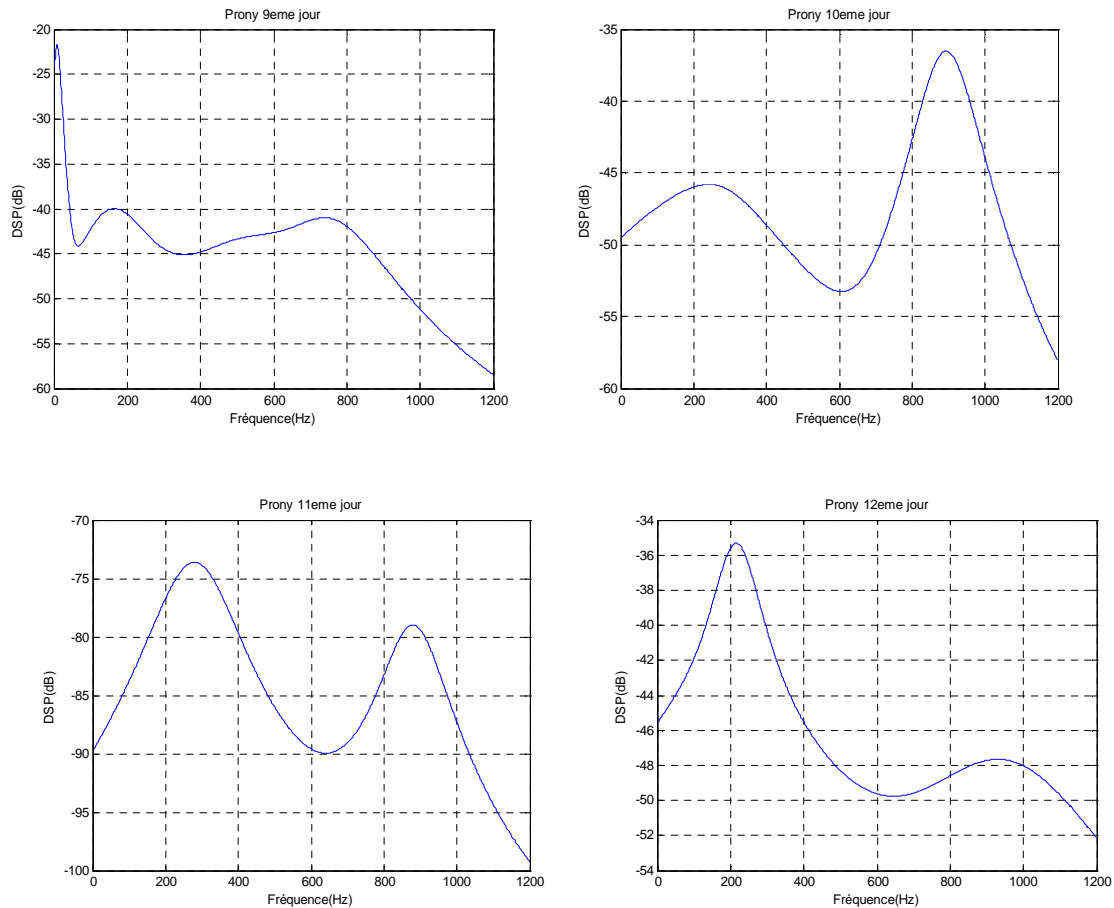 Prony 9eme jour
-20
-25
-30
-35
-40
-45
-50
-55
-60
DSP(dB)
0 200 400 600 800 1000 1200
Fréquence(Hz)
Prony 10eme jour
-35
-40
-45
-50
-55
-60
DSP(dB)
0 200 400 600 800 1000 1200
Fréquence(Hz)
Prony 11eme jour
-70
-75
-80
-85
-90
-95
-100
DSP(dB)
0 200 400 600 800 1000 1200
Fréquence(Hz)
Prony 12eme jour
-34
-36
-38
-40
-42
-44
-46
-48
-50
-52
-54
DSP(dB)
0 200 400 600 800 1000 1200
Fréquence(Hz)